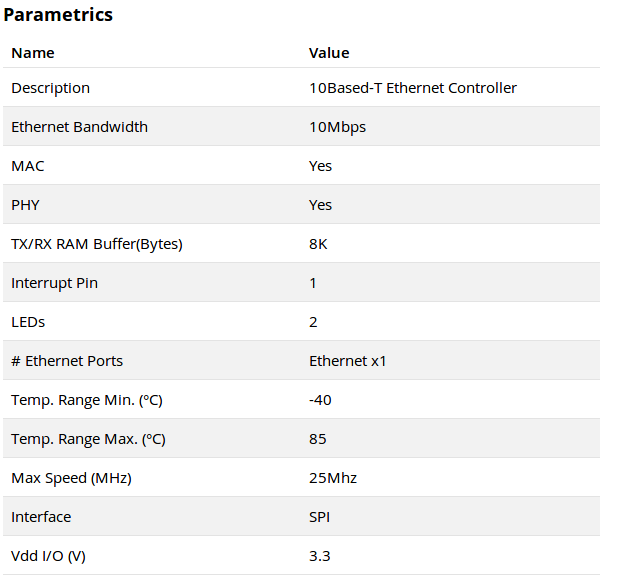 Parametrics
Name Value
Description 10Based-T Ethernet Controller
Ethernet Bandwidth 10Mbps
MAC Yes
PHY Yes
TX/RX RAM Buffer(Bytes) 8K
Interrupt Pin 1
LEDs 2
# Ethernet Ports Ethernet x1
Temp. Range Min. (ºC) -40
Temp. Range Max. (ºC) 85
Max Speed (MHz) 25Mhz
Interface SPI
Vdd I/O (V) 3.3